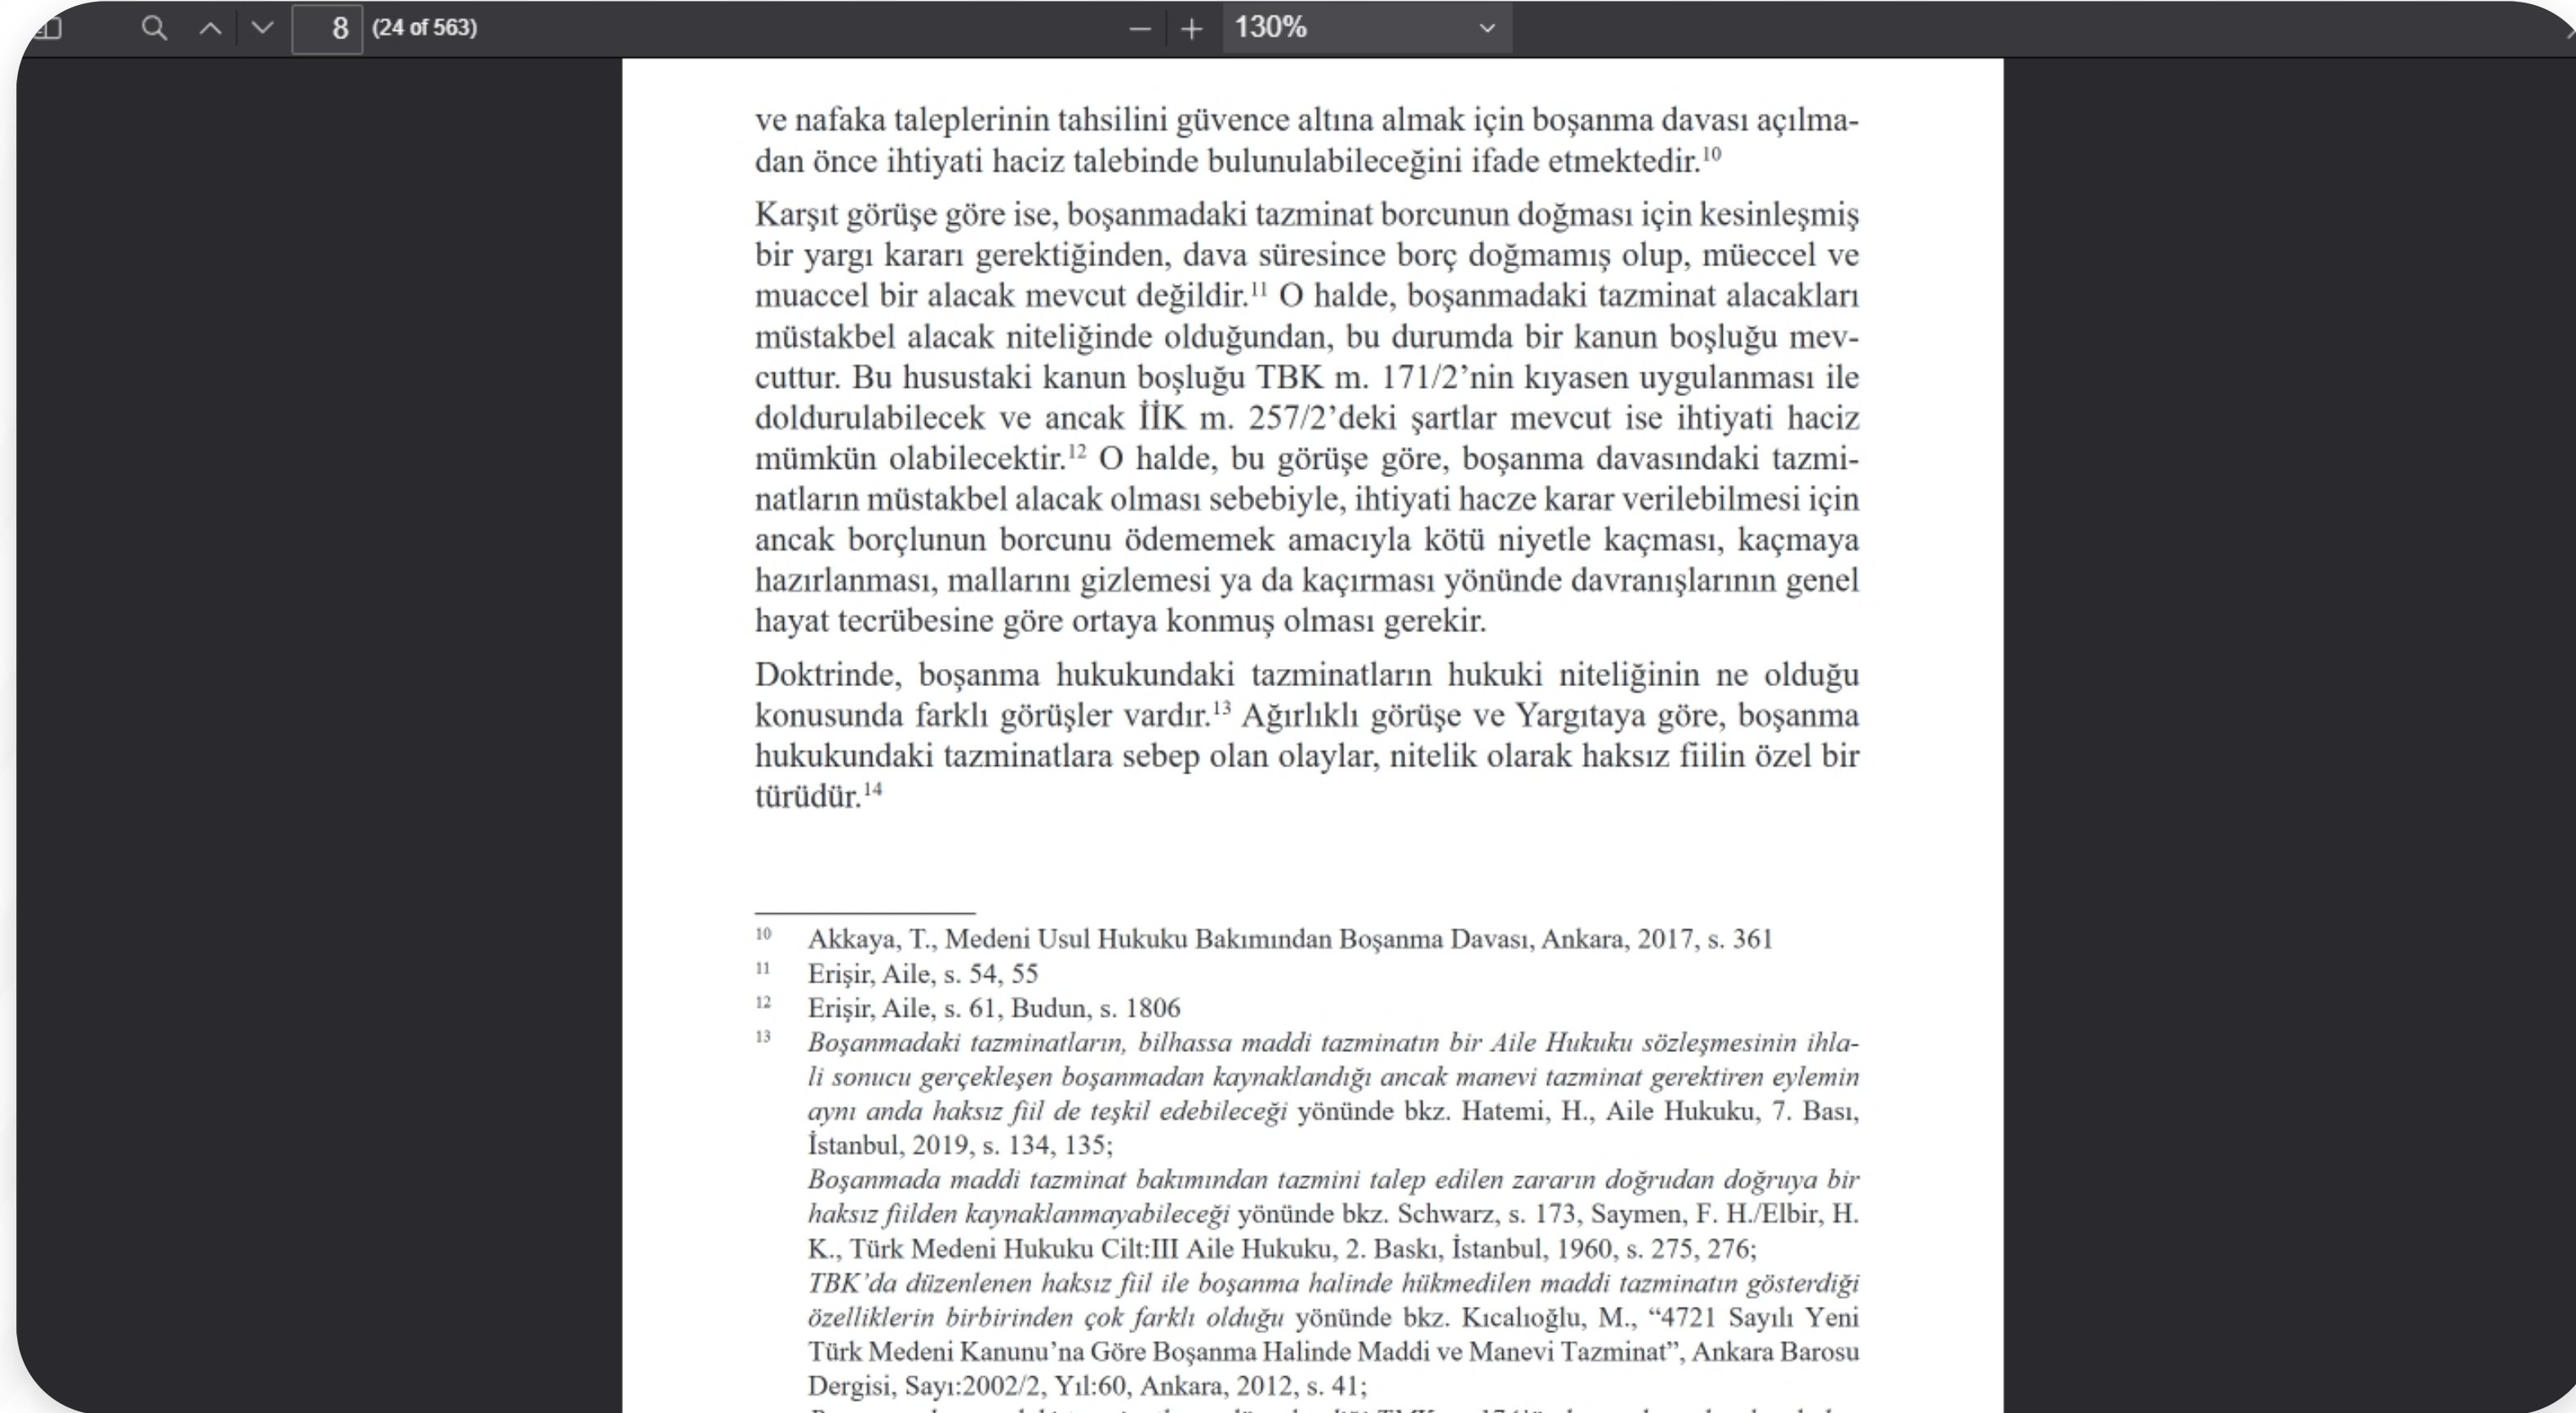 8 (24 of 563) 130%
ve nafaka taleplerinin tahsilini güvence altına almak için boşanma davası açılma-
dan önce ihtiyati haciz talebinde bulunulabileceğini ifade etmektedir.10
Karşıt görüşe göre ise, boşanmadaki tazminat borcunun doğması için kesinleşmiş
bir yargı kararı gerektiğinden, dava süresince borç doğmamış olup, müeccel ve
muaccel bir alacak mevcut değildir.11 O halde, boşanmadaki tazminat alacakları
müstakbel alacak niteliğinde olduğundan, bu durumda bir kanun boşluğu mev-
cuttur. Bu husustaki kanun boşluğu TBK m. 171/2’nin kıyasen uygulanması ile
doldurulabilecek ve ancak İİK m. 257/2’deki şartlar mevcut ise ihtiyati haciz
mümkün olabilecektir.12 O halde, bu görüşe göre, boşanma davasındaki tazmi-
natların müstakbel alacak olması sebebiyle, ihtiyati hacze karar verilebilmesi için
ancak borçlunun borcunu ödememek amacıyla kötü niyetle kaçması, kaçmaya
hazırlanması, mallarını gizlemesi ya da kaçırması yönünde davranışlarının genel
hayat tecrübesine göre ortaya konmuş olması gerekir.
Doktrinde, boşanma hukukundaki tazminatların hukuki niteliğinin ne olduğu
konusunda farklı görüşler vardır.13 Ağırlıklı görüşe ve Yargıtaya göre, boşanma
hukukundaki tazminatlara sebep olan olaylar, nitelik olarak haksız fiilin özel bir
türüdür.14
10 Akkaya, T., Medeni Usul Hukuku Bakımından Boşanma Davası, Ankara, 2017, s. 361
11 Erişir, Aile, s. 54, 55
12 Erişir, Aile, s. 61, Budun, s. 1806
13 Boşanmadaki tazminatların, bilhassa maddi tazminatın bir Aile Hukuku sözleşmesinin ihla-
li sonucu gerçekleşen boşanmadan kaynaklandığı ancak manevi tazminat gerektiren eylemin
aynı anda haksız fiil de teşkil edebileceği yönünde bkz. Hatemi, H., Aile Hukuku, 7. Bası,
İstanbul, 2019, s. 134, 135;
Boşanmada maddi tazminat bakımından tazmini talep edilen zararın doğrudan doğruya bir
haksız fiilden kaynaklanmayabileceği yönünde bkz. Schwarz, s. 173, Saymen, F. H./Elbir, H.
K., Türk Medeni Hukuku Cilt:III Aile Hukuku, 2. Baskı, İstanbul, 1960, s. 275, 276;
TBK’da düzenlenen haksız fiil ile boşanma halinde hükmedilen maddi tazminatın gösterdiği
özelliklerin birbirinden çok farklı olduğu yönünde bkz. Kıcalıoğlu, M., “4721 Sayılı Yeni
Türk Medeni Kanunu’na Göre Boşanma Halinde Maddi ve Manevi Tazminat”, Ankara Barosu
Dergisi, Sayı:2002/2, Yıl:60, Ankara, 2012, s. 41;